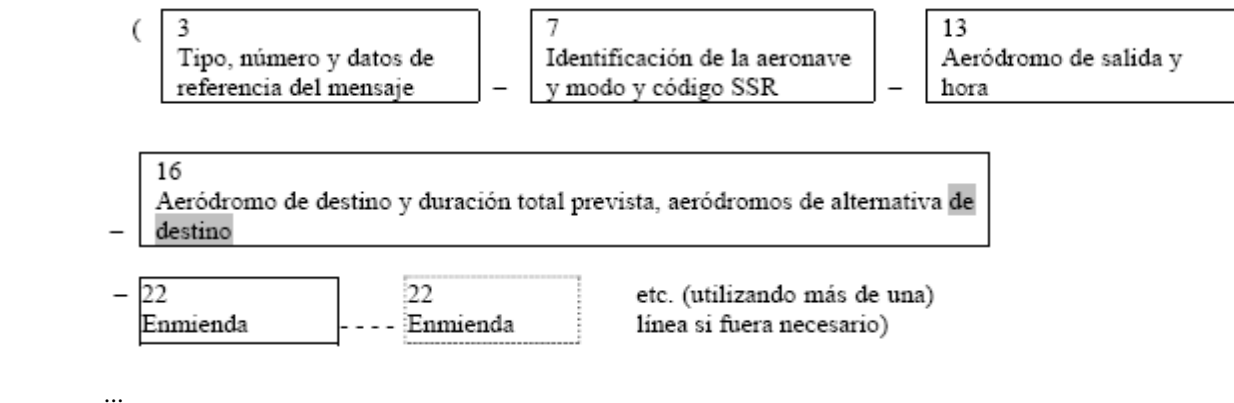 ( 3 7 13
Tipo, número y datos de Identificación de la aeronave Aeródromo de salida y
referencia del mensaje – y modo y código SSR – hora
16
Aeródromo de destino y duración total prevista, aeródromos de alternativa de
– destino
– 22 22 etc. (utilizando más de una)
Enmienda - - - - Enmienda línea si fuera necesario)
...